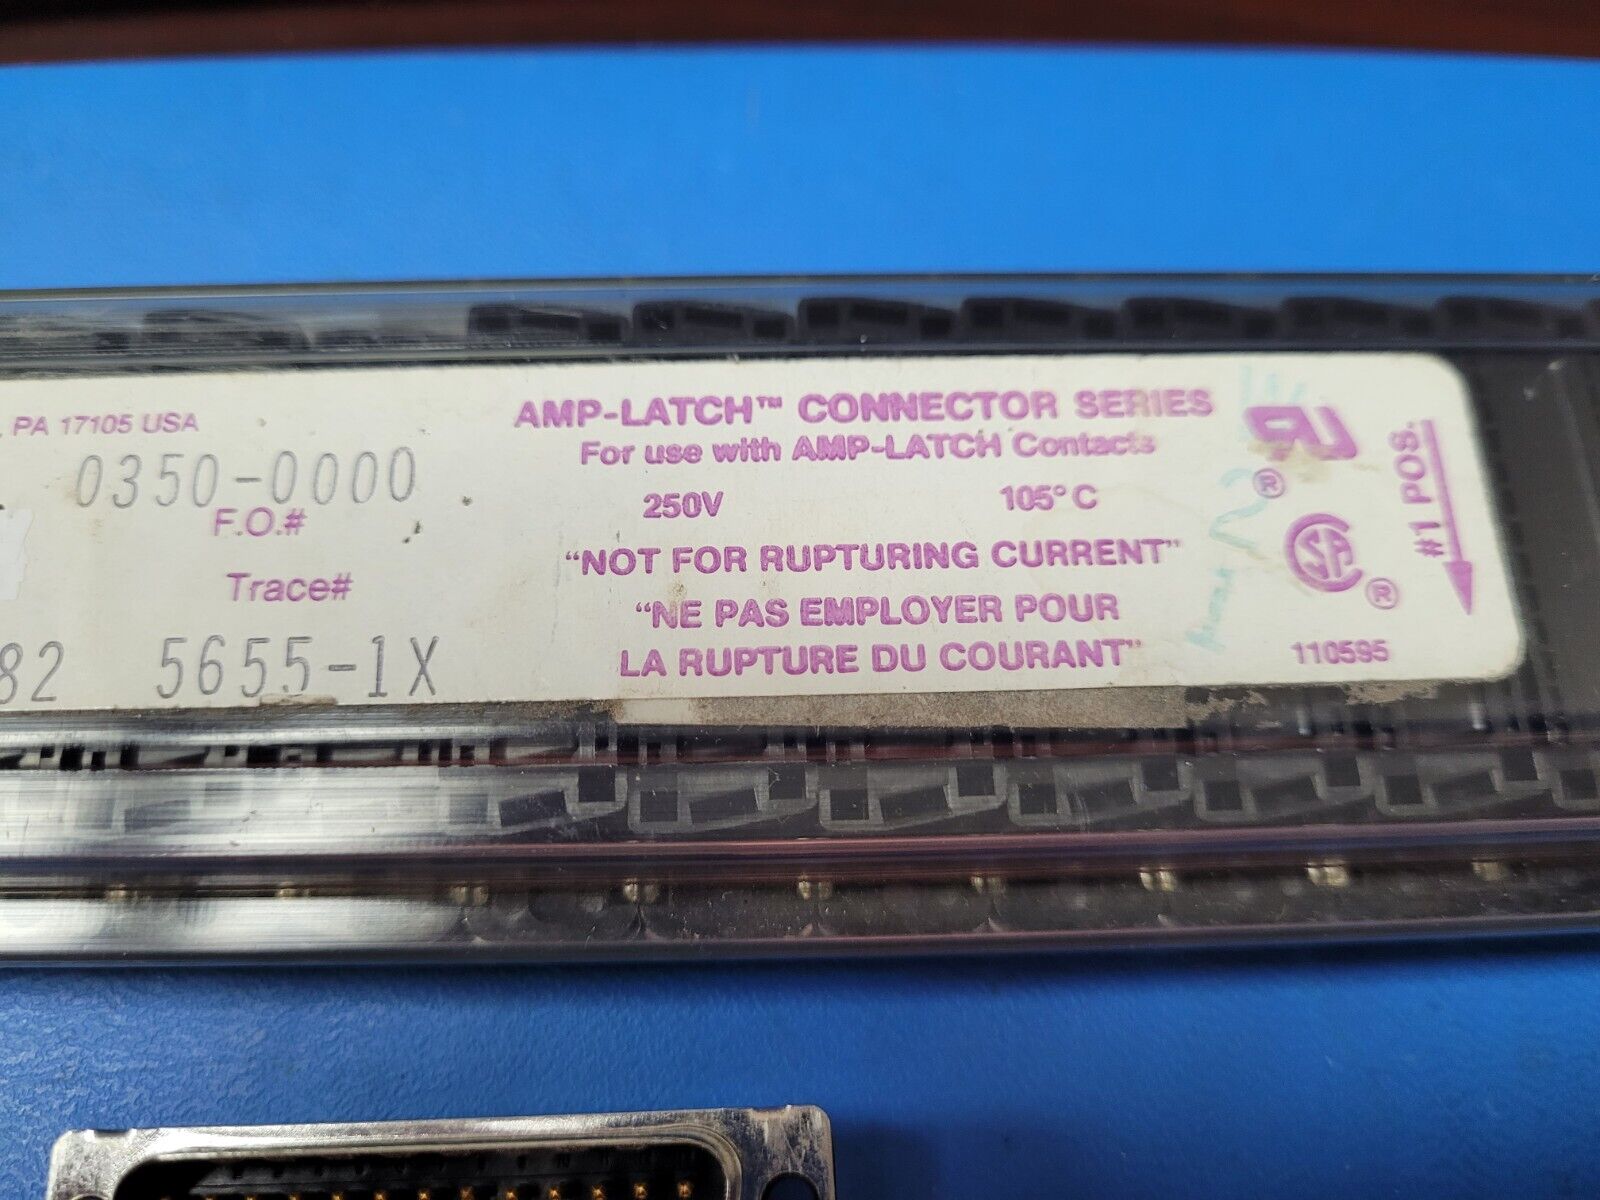 , PA 17105 USA
0350-0000
F.O.#
Trace#
82 5655-1X
AMP-LATCH™ CONNECTOR SERIES
For use with AMP-LATCH Contacts
250V 105°C
"NOT FOR RUPTURING CURRENT"
"NE PAS EMPLOYER POUR
LA RUPTURE DU COURANT"
®
®
110595
#1 POS.